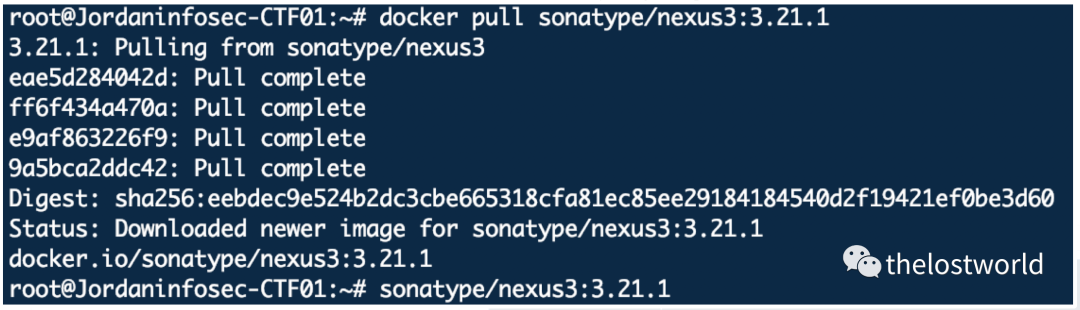 root@Jordaninfosec-CTF01:~# docker pull sonatype/nexus3:3.21.1
3.21.1: Pulling from sonatype/nexus3
eae5d284042d: Pull complete
ff6f434a470a: Pull complete
e9af863226f9: Pull complete
9a5bca2ddc42: Pull complete
Digest: sha256:eebdec9e524b2dc3cbe665318cfa81ec85ee29184184540d2f19421ef0be3d60
Status: Downloaded newer image for sonatype/nexus3:3.21.1
docker.io/sonatype/nexus3:3.21.1
thelostworld
root@Jordaninfosec-CTF01:~# sonatype/nexus3:3.21.1